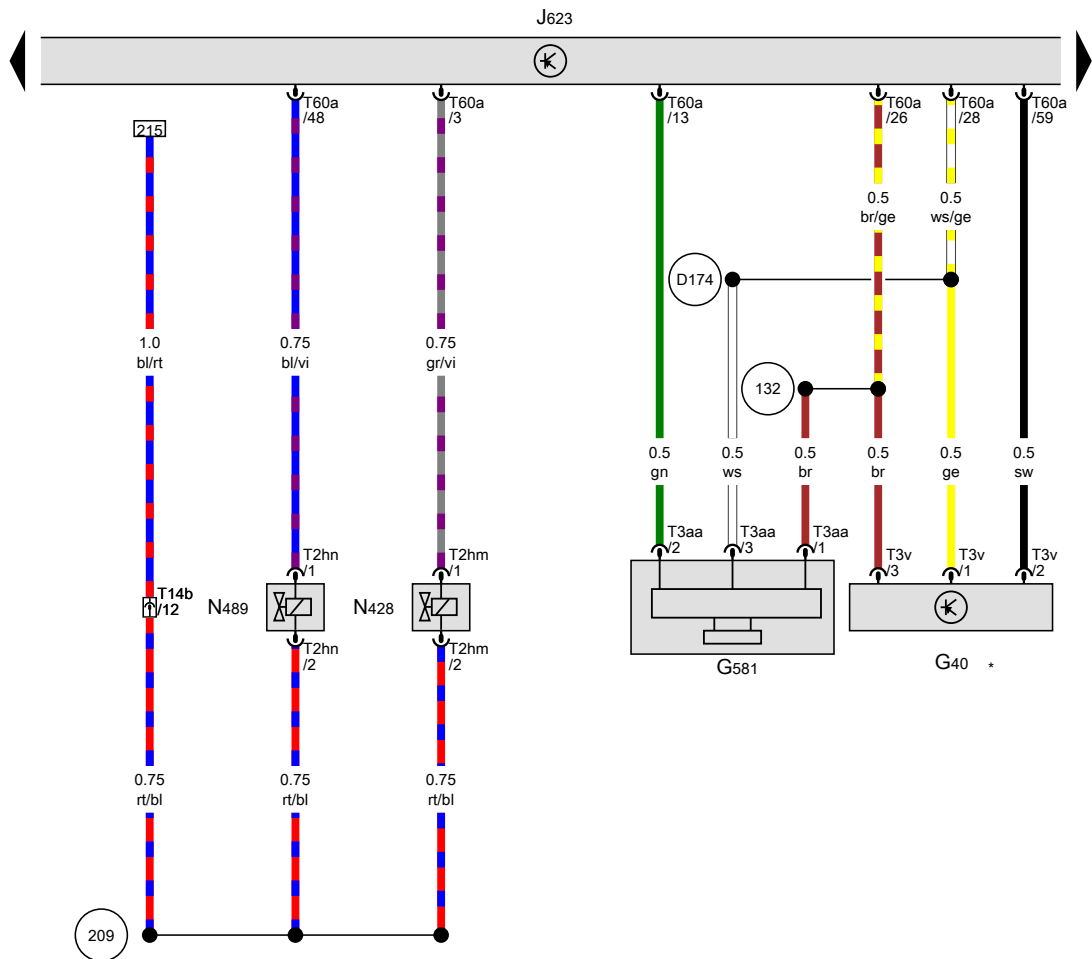 J623
T60a
/48
T60a
/3
T60a
/13
T60a
/26
T60a
/28
T60a
/59
215
0.5
br/ge
0.5
ws/ge
D174
1.0
bl/rt
0.75
bl/vi
0.75
gr/vi
132
0.5
gn
0.5
ws
0.5
br
0.5
br
0.5
ge
0.5
sw
T3aa
/2
T3aa
/3
T3aa
/1
T3v
/3
T3v
/1
T3v
/2
T2hn
/1
T2hm
/1
T14b
/12
N489
N428
T2hn
/2
T2hm
/2
G581
G40 *
0.75
rt/bl
0.75
rt/bl
0.75
rt/bl
209